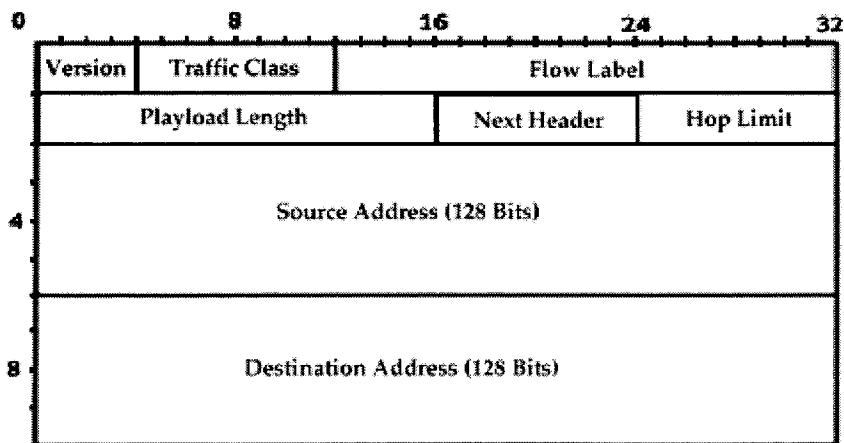 0 8 16 24 32
Version Traffic Class Flow Label
Playload Length Next Header Hop Limit
4 Source Address (128 Bits)
8 Destination Address (128 Bits)